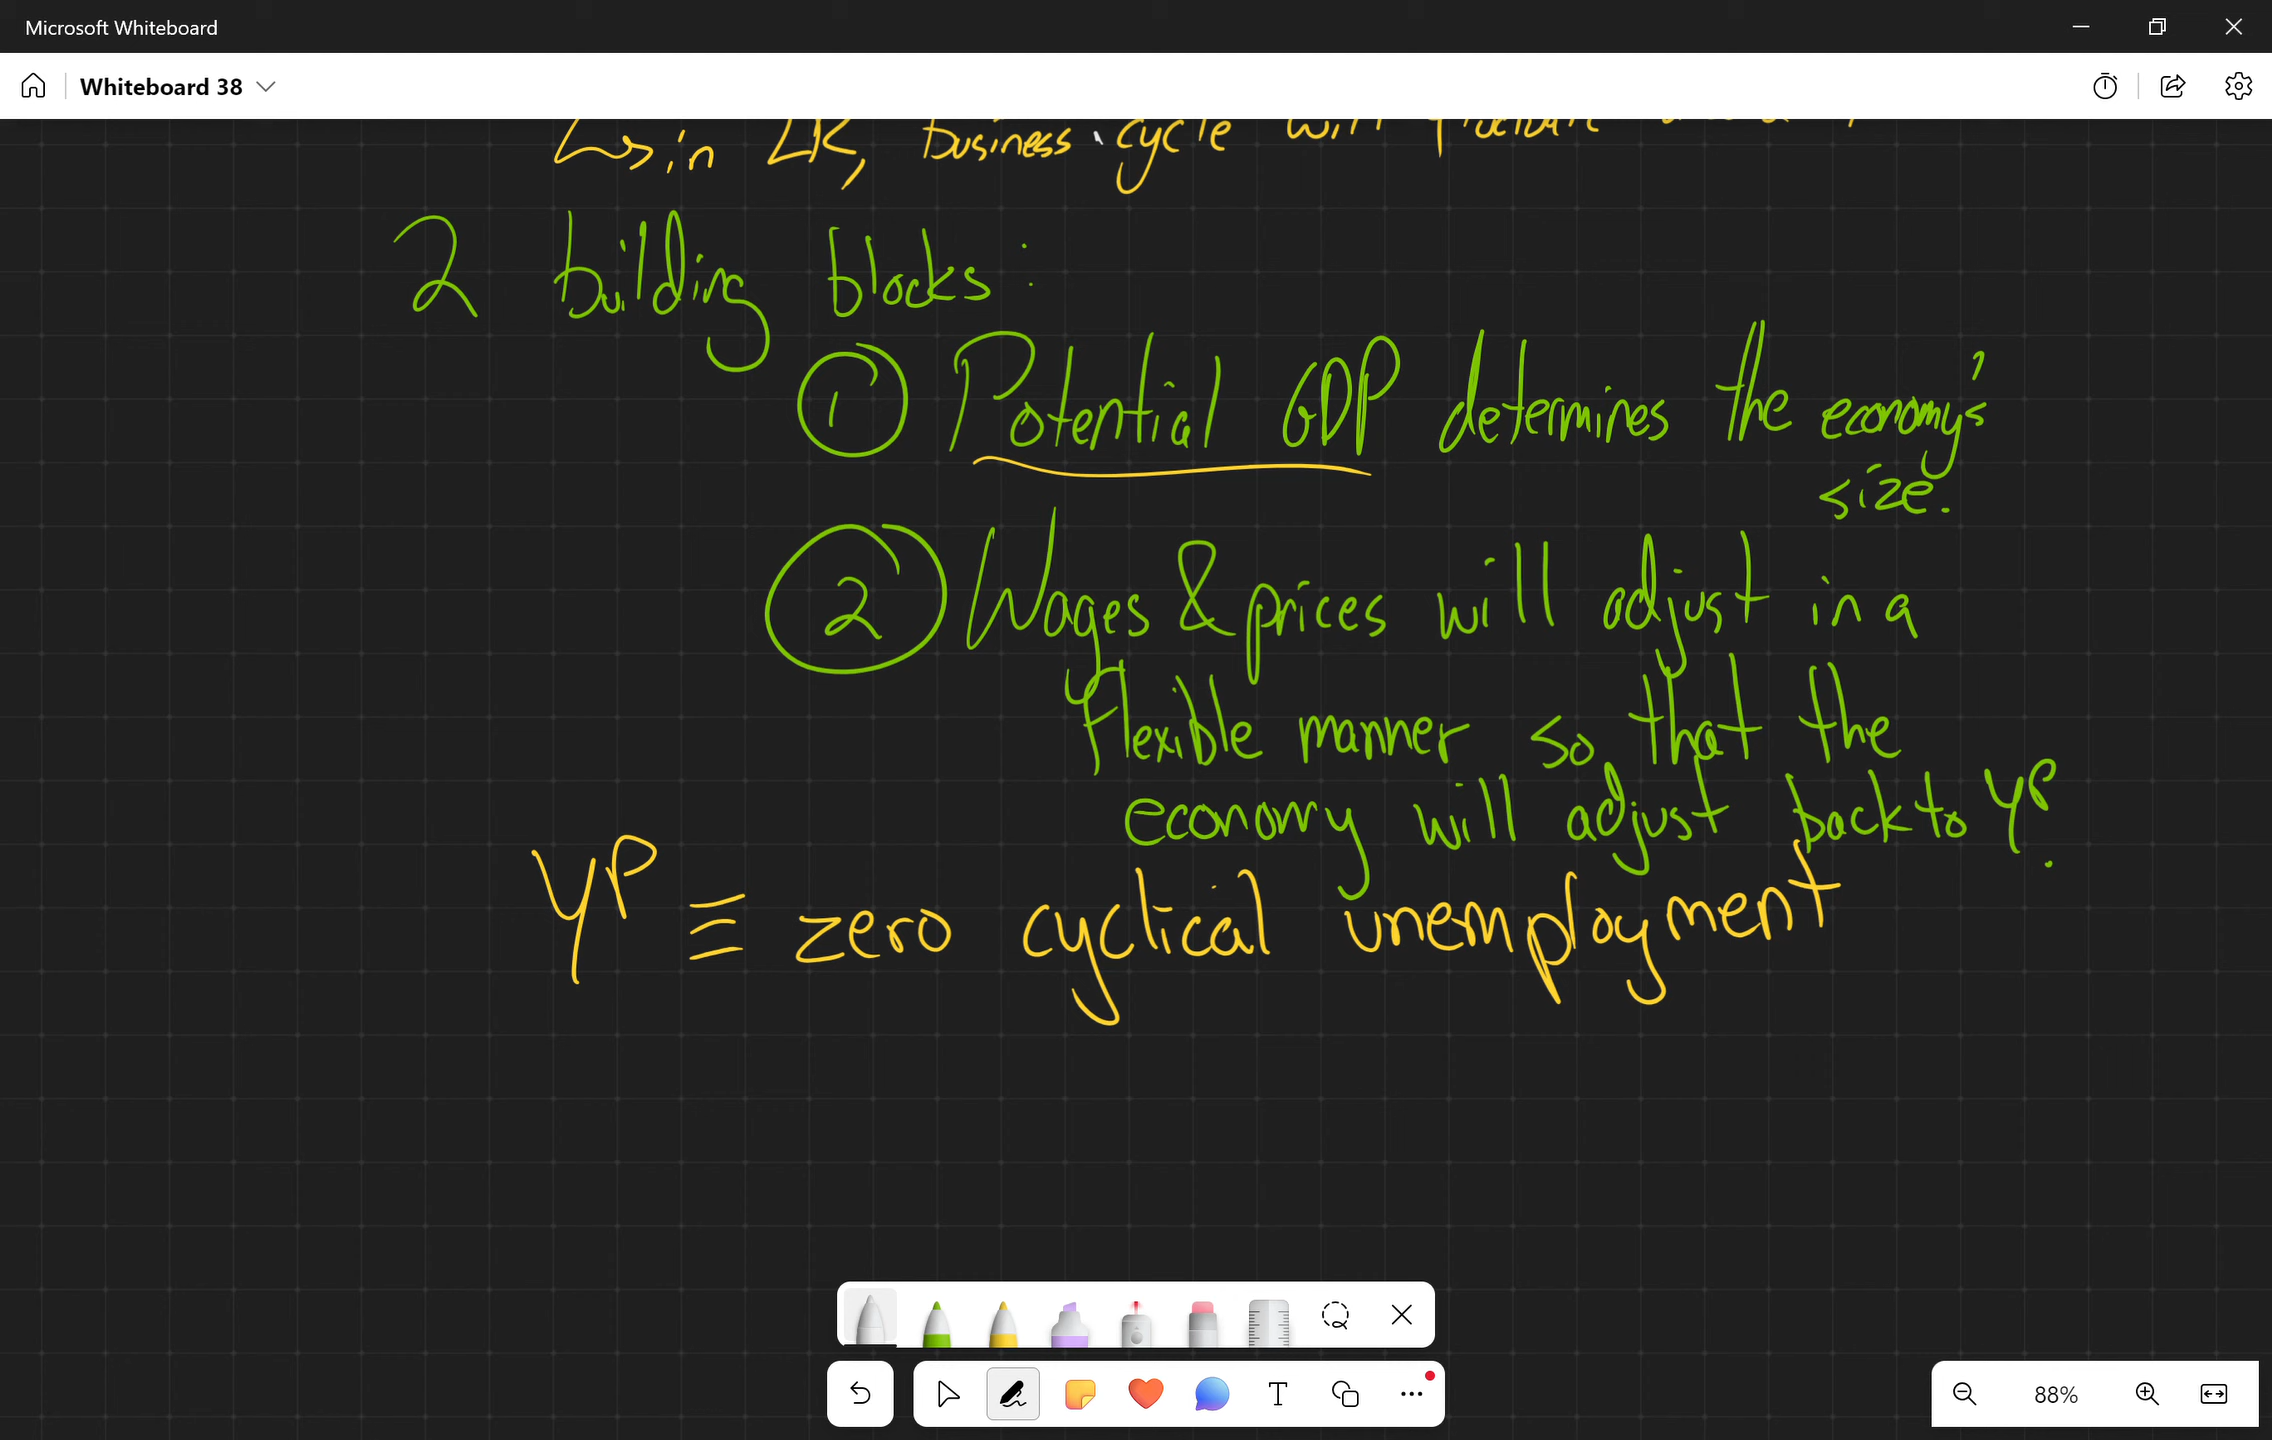 Microsoft Whiteboard
Whiteboard 38
↳ in LR, business cycle will
2 building blocks:
① Potential GDP determines the economy's
size.
② Wages & prices will adjust in a
flexible manner so that the
economy will adjust back to YP.
YP ≡ zero cyclical unemployment
T
88%